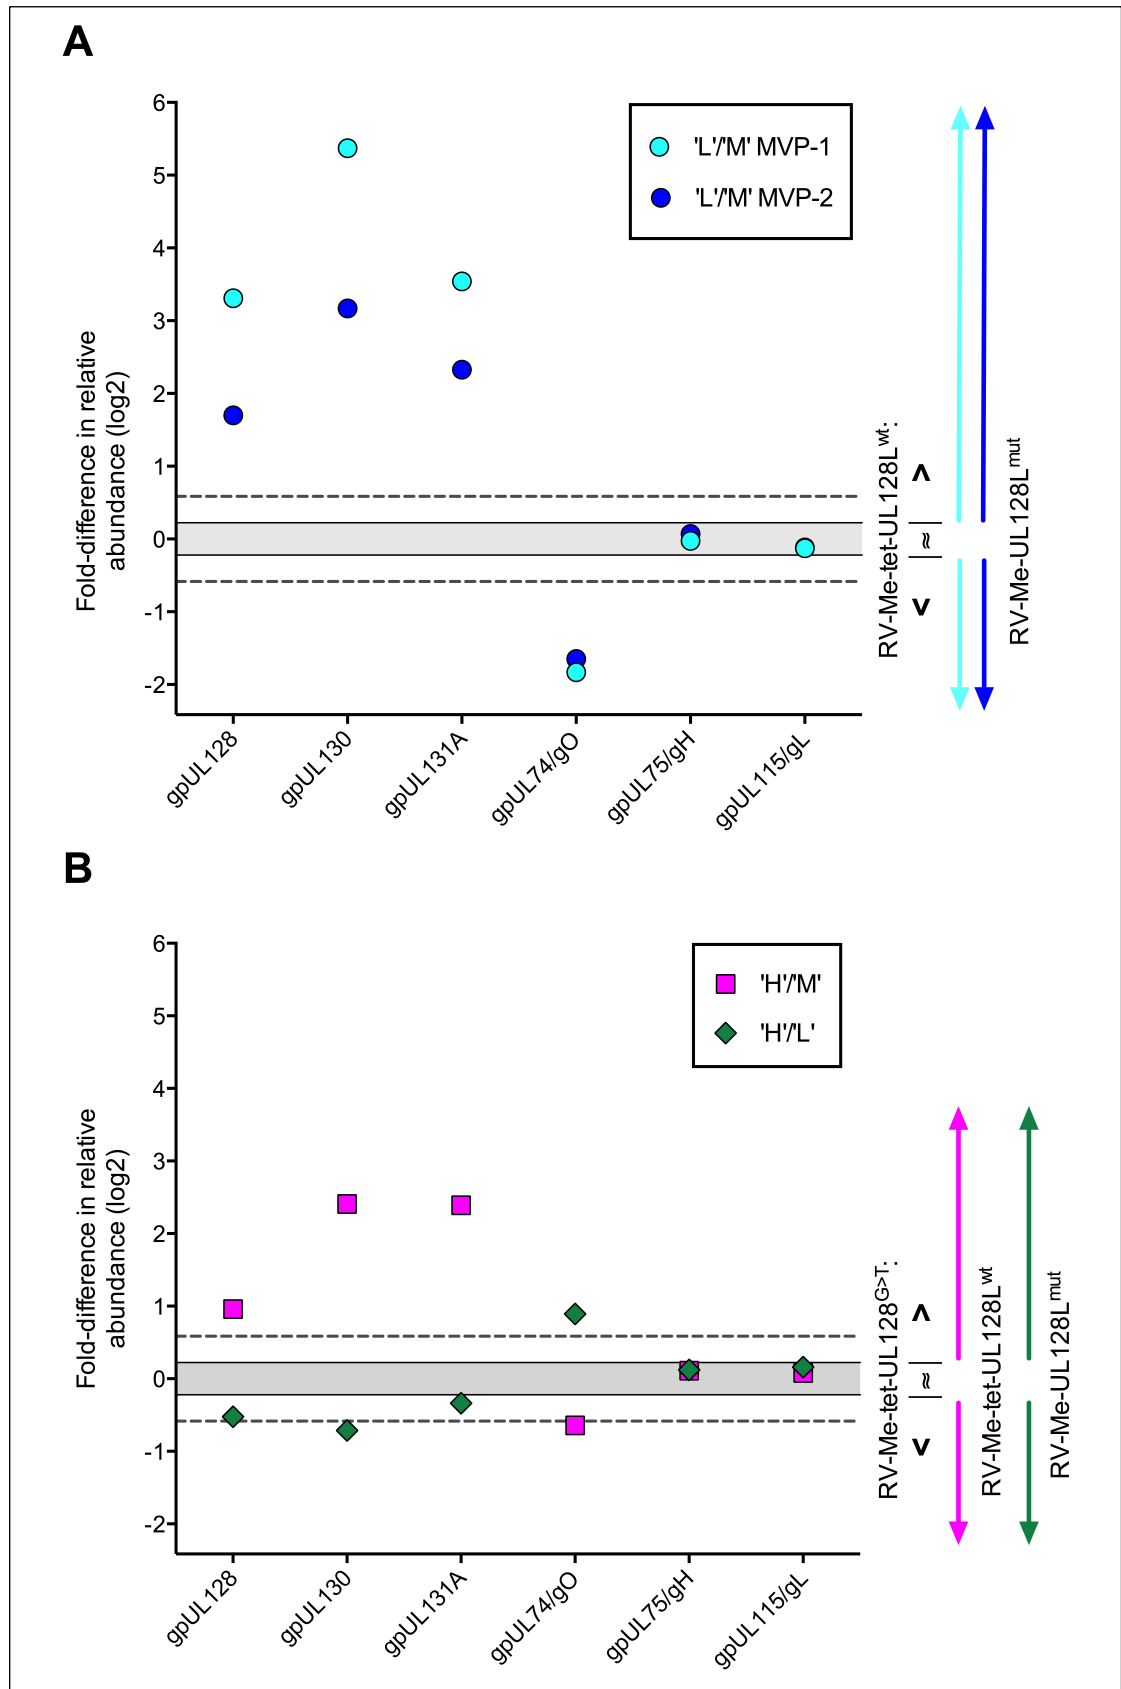 A
6
5
4
3
2
1
0
-1
-2
Fold-difference in relative
abundance (log2)
'L'/'M' MVP-1
'L'/'M' MVP-2
gpUL128
gpUL130
gpUL131A
gpUL74/gO
gpUL75/gH
gpUL115/gL
RV-Me-tet-UL128L^wt:
>
≈
<
RV-Me-UL128L^mut
B
6
5
4
3
2
1
0
-1
-2
Fold-difference in relative
abundance (log2)
'H'/'M'
'H'/'L'
gpUL128
gpUL130
gpUL131A
gpUL74/gO
gpUL75/gH
gpUL115/gL
RV-Me-tet-UL128^G>T:
>
≈
<
RV-Me-tet-UL128L^wt
RV-Me-UL128L^mut